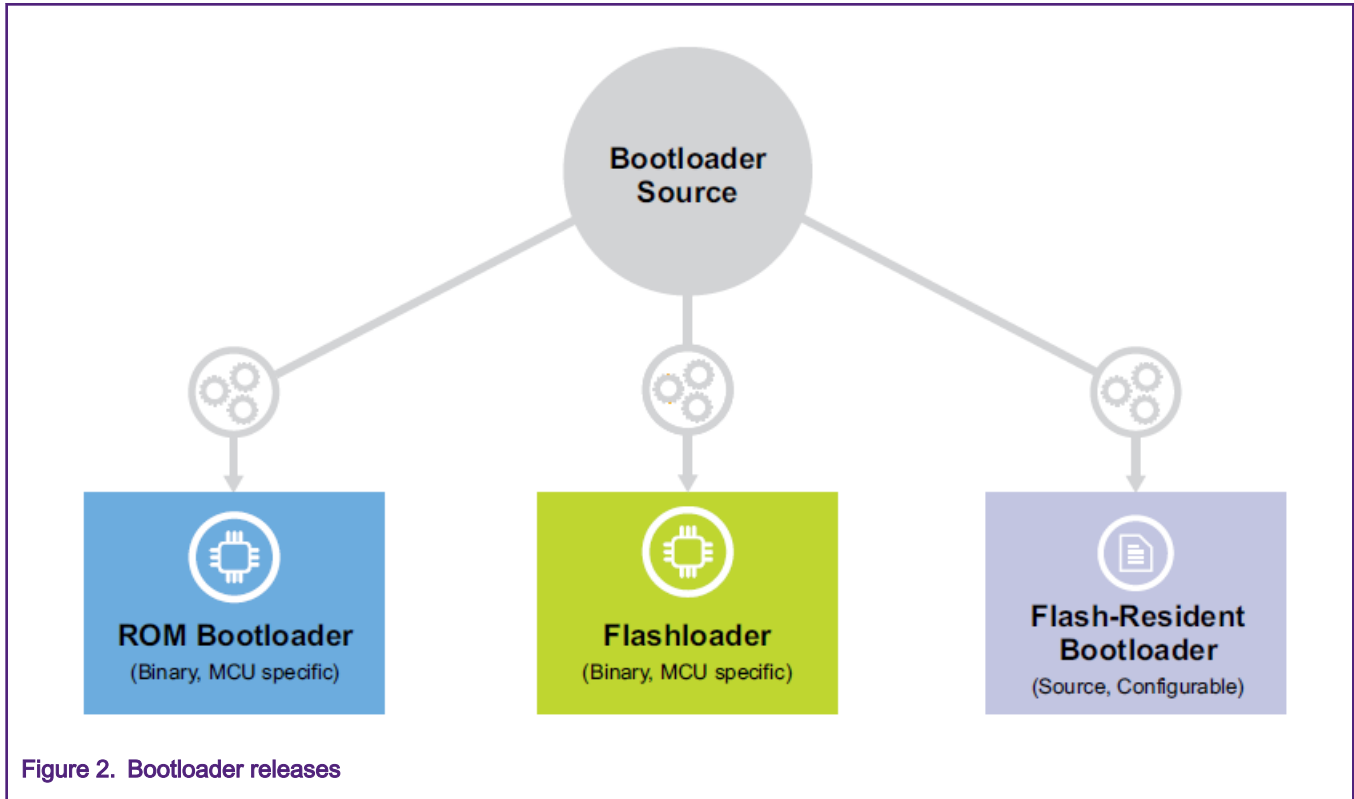 Bootloader
Source
ROM Bootloader
(Binary, MCU specific)
Flashloader
(Binary, MCU specific)
Flash-Resident
Bootloader
(Source, Configurable)
Figure 2. Bootloader releases